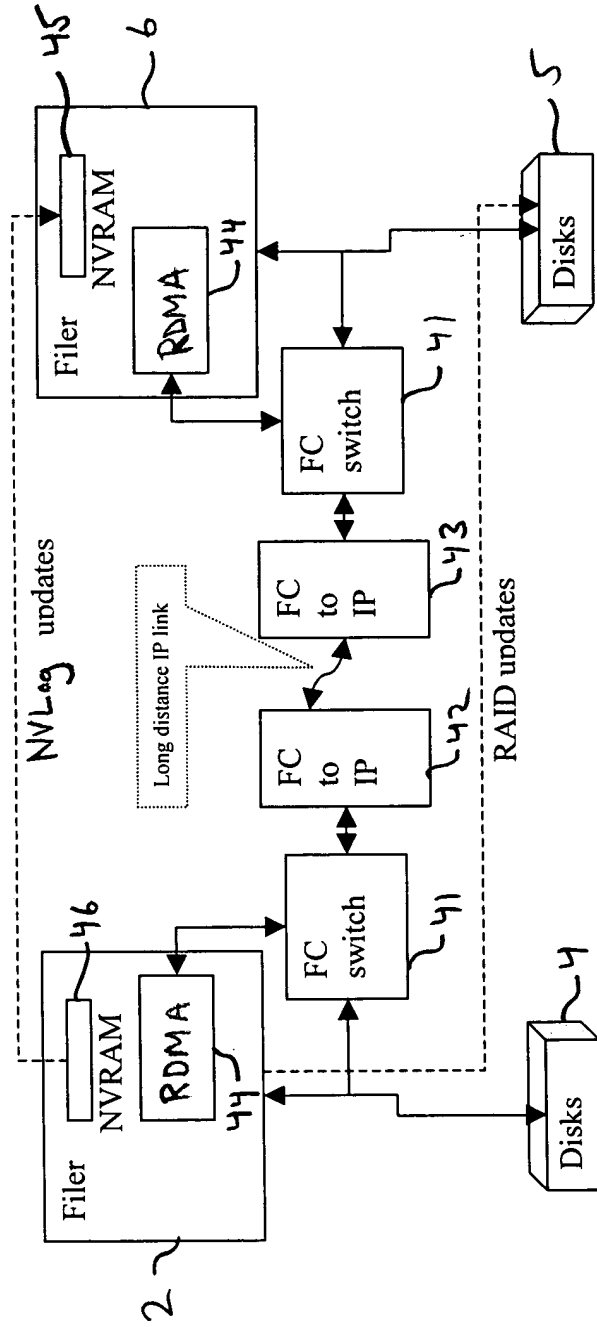 NVLog updates
45
46
6
2
Filer
NVRAM
RDMA
44
Filer
NVRAM
RDMA
44
Long distance IP link
FC
switch
41
FC
to
IP
42
FC
to
IP
43
FC
switch
41
RAID updates
Disks
4
Disks
5